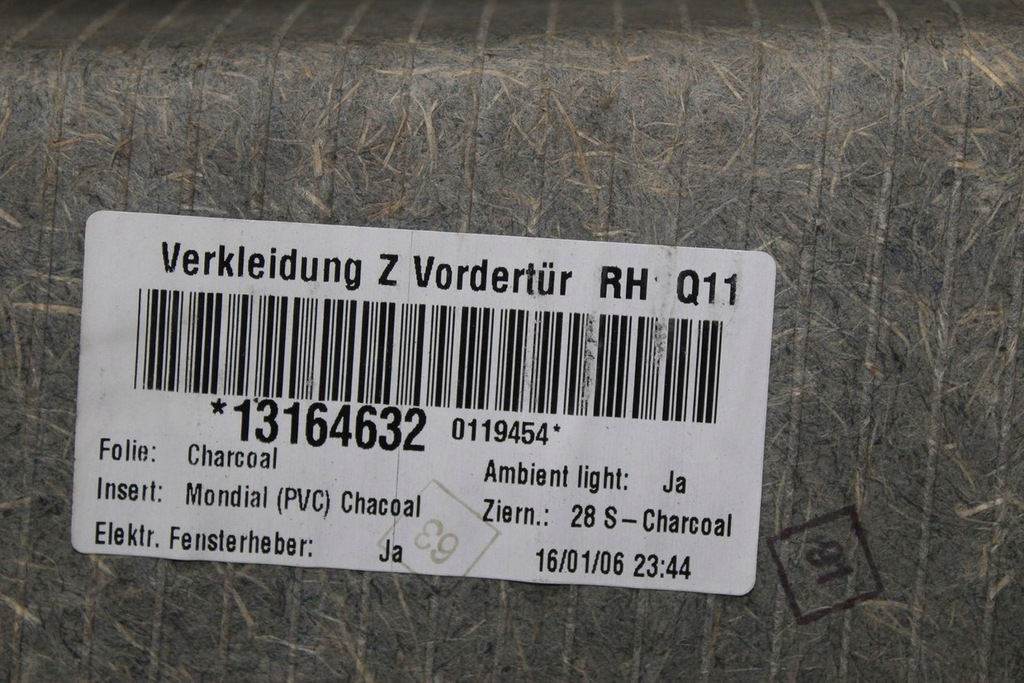 Verkleidung Z Vordertür RH Q11
*13164632 0119454*
Folie: Charcoal
Ambient light: Ja
Insert: Mondial (PVC) Chacoal
Ziern.: 28 S-Charcoal
Elektr. Fensterheber: Ja
16/01/06 23:44
63